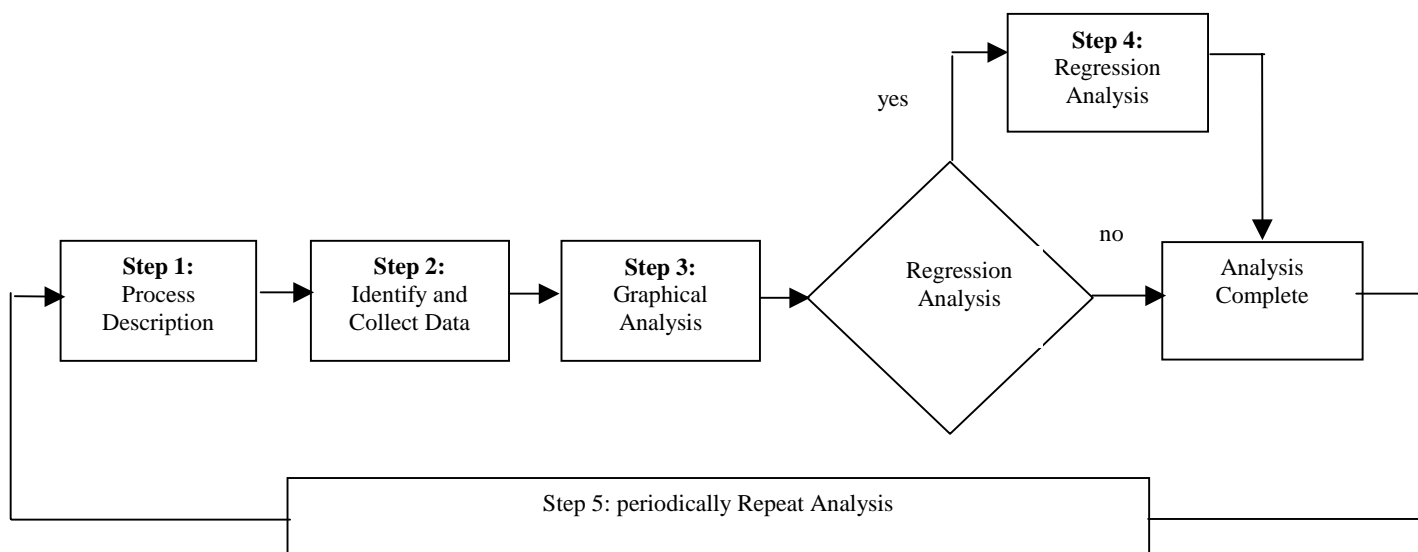 Step 1:
Process
Description
Step 2:
Identify and
Collect Data
Step 3:
Graphical
Analysis
Regression
Analysis
yes
Step 4:
Regression
Analysis
no
Analysis
Complete
Step 5: periodically Repeat Analysis